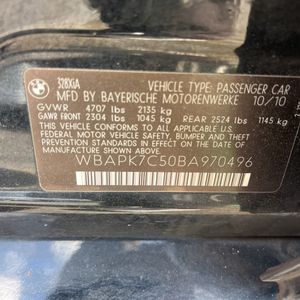 BMW
328XiA
VEHICLE TYPE: PASSENGER CAR
MFD BY BAYERISCHE MOTORENWERKE 10/10
GVWR 4707 lbs 2135 kg
GAWR FRONT 2304 lbs 1045 kg GAWR REAR 2524 lbs 1145 kg
THIS VEHICLE CONFORMS TO ALL APPLICABLE
FEDERAL MOTOR VEHICLE SAFETY, BUMPER AND THEFT
PREVENTION STANDARDS IN EFFECT ON THE DATE
OF MANUFACTURE SHOWN ABOVE
WBAPK7C50BA970496